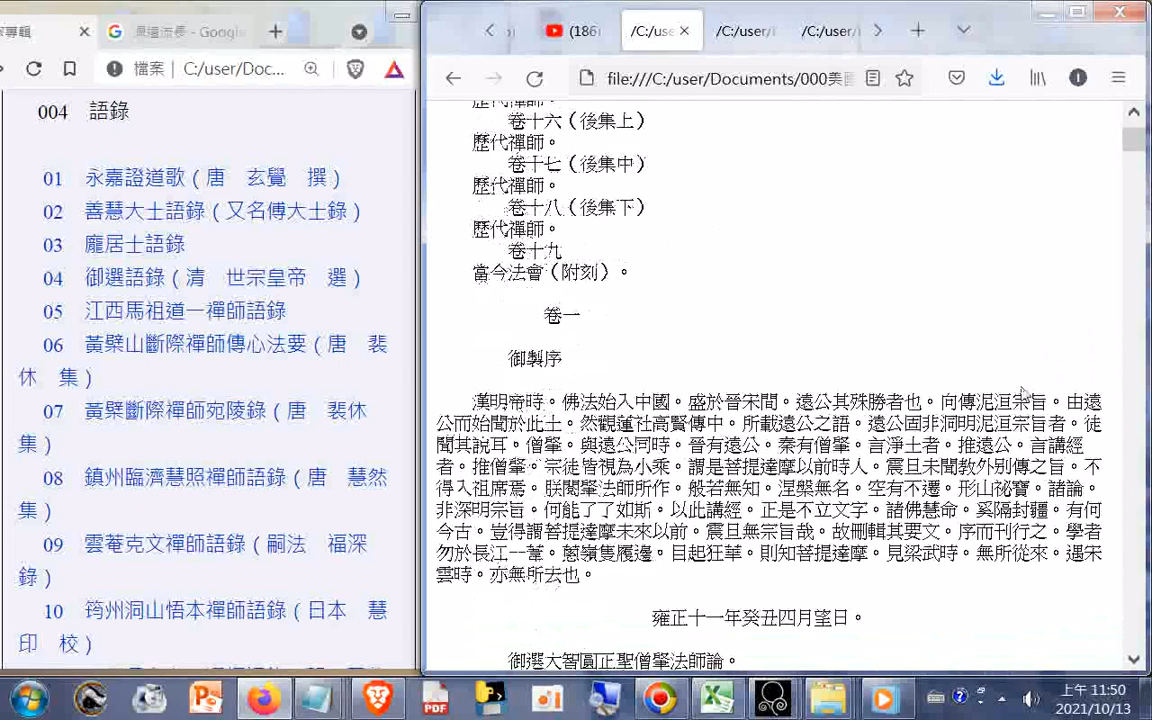 (186
/C:/use
/C:/user/
/C:/user/
- Google
檔案
C:/user/Doc...
file:///C:/user/Documents/000美
004 語錄
01 永嘉證道歌(唐 玄覺 撰)
02 善慧大士語錄(又名傅大士錄)
03 龐居士語錄
04 御選語錄(清 世宗皇帝 選)
05 江西馬祖道一禪師語錄
06 黃檗山斷際禪師傳心法要(唐 裴
休 集)
07 黃檗斷際禪師宛陵錄(唐 裴休
集)
08 鎮州臨濟慧照禪師語錄(唐 慧然
集)
09 雲菴克文禪師語錄(嗣法 福深
錄)
10 筠州洞山悟本禪師語錄(日本 慧
印 校)
歷代禪師。
卷十六(後集上)
歷代禪師。
卷十七(後集中)
歷代禪師。
卷十八(後集下)
歷代禪師。
卷十九
當今法會(附刻)。
卷一
御製序
漢明帝時。佛法始入中國。盛於晉宋間。遠公其殊勝者也。向傳泥洹宗旨。由遠
公而始聞於此土。然觀蓮社高賢傳中。所載遠公之語。遠公固非洞明泥洹宗旨者。徒
聞其說耳。僧肇。與遠公同時。晉有遠公。秦有僧肇。言淨土者。推遠公。言講經
者。推僧肇。宗徒皆視為小乘。謂是菩提達摩以前時人。震旦未聞教外別傳之旨。不
得入祖席焉。朕閱肇法師所作。般若無知。涅槃無名。空有不遷。形山祕寶。諸論。
非深明宗旨。何能了了如斯。以此講經。正是不立文字。諸佛慧命。奚隔封疆。有何
今古。豈得謂菩提達摩未來以前。震旦無宗旨哉。故刪輯其要文。序而刊行之。學者
勿於長江一葦。蔥嶺隻履邊。目起狂華。則知菩提達摩。見梁武時。無所從來。遇宋
雲時。亦無所去也。
雍正十一年癸丑四月望日。
御選大智圓正聖僧肇法師論。
上午 11:50
2021/10/13